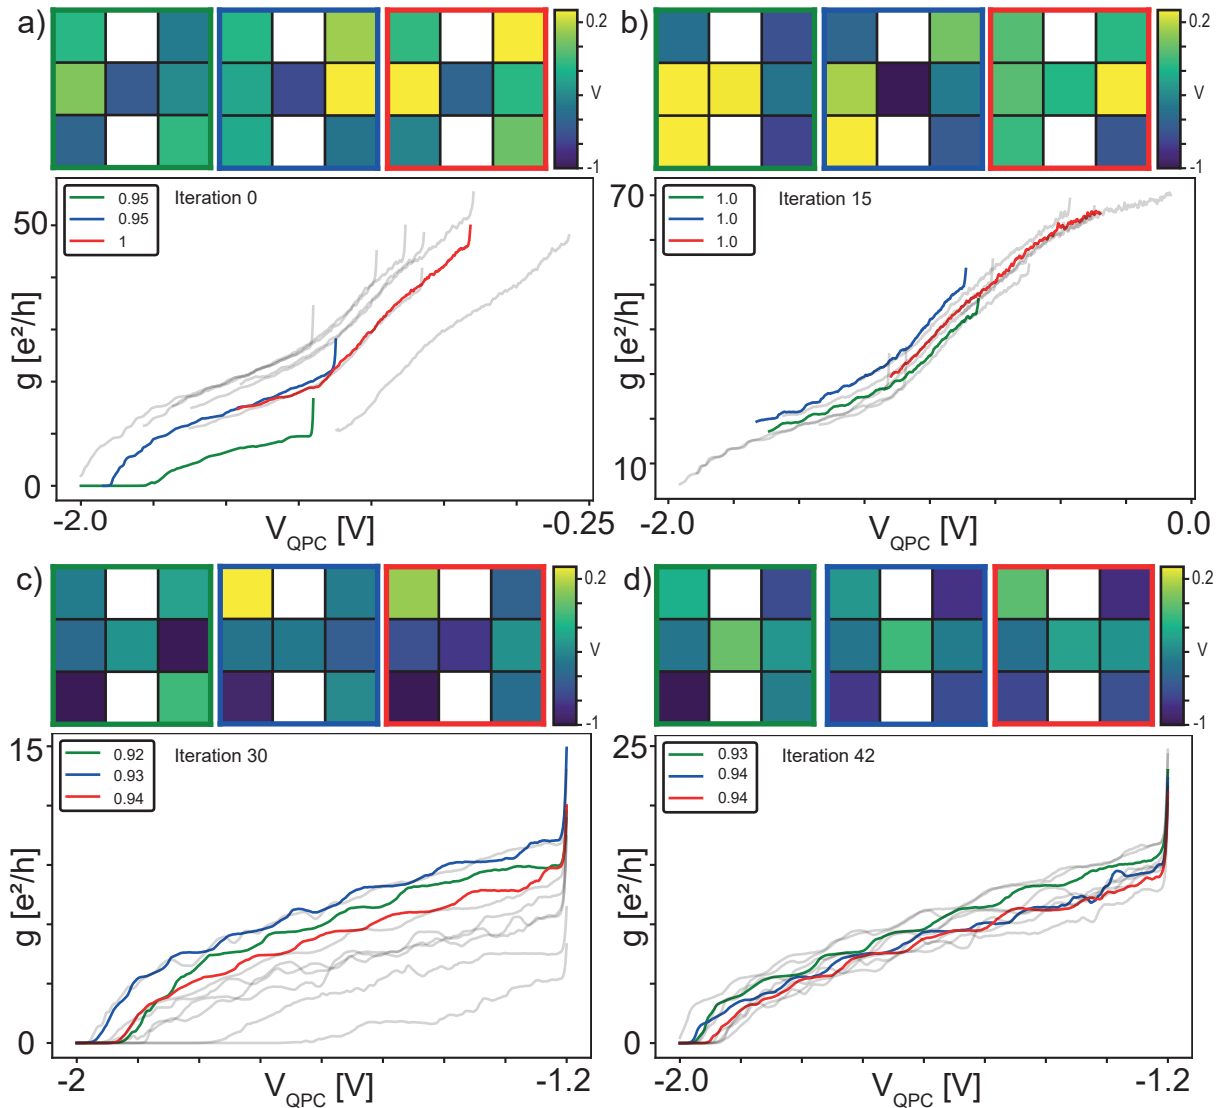 a)
0.2
V
-1
b)
0.2
V
-1
0.95
0.95
1
Iteration 0
50
0
g [e²/h]
-2.0
-0.25
V_QPC [V]
1.0
1.0
1.0
Iteration 15
70
10
g [e²/h]
-2.0
0.0
V_QPC [V]
c)
0.2
V
-1
d)
0.2
V
-1
0.92
0.93
0.94
Iteration 30
15
0
g [e²/h]
-2
-1.2
V_QPC [V]
0.93
0.94
0.94
Iteration 42
25
0
g [e²/h]
-2.0
-1.2
V_QPC [V]